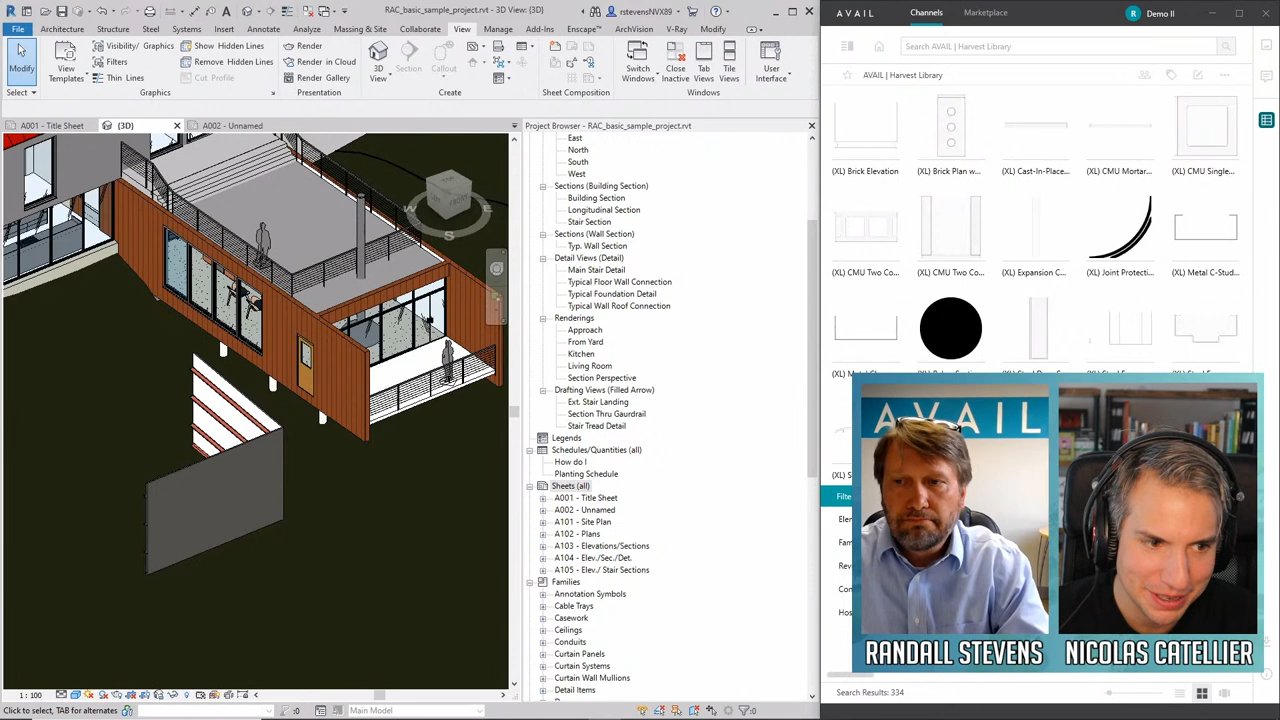 RAC_basic_sample_project.rvt - 3D View: {3D}
rstevensNVX89
File
Architecture
Structure
Steel
Systems
Insert
Annotate
Analyze
Massing & Site
Collaborate
View
Manage
Add-Ins
Enscape™
ArchVision
V-Ray
Modify
Modify
Select
View Templates
Visibility/ Graphics
Filters
Thin Lines
Show Hidden Lines
Remove Hidden Lines
Cut Profile
Graphics
Render
Render in Cloud
Render Gallery
Presentation
3D View
Section
Callout
Create
Sheet Composition
Switch Windows
Close Inactive
Tab Views
Tile Views
Windows
User Interface
A001 - Title Sheet
{3D}
A002 - Unnamed
Project Browser - RAC_basic_sample_project.rvt
East
North
South
West
Sections (Building Section)
Building Section
Longitudinal Section
Stair Section
Sections (Wall Section)
Typ. Wall Section
Detail Views (Detail)
Main Stair Detail
Typical Floor Wall Connection
Typical Foundation Detail
Typical Wall Roof Connection
Renderings
Approach
From Yard
Kitchen
Living Room
Section Perspective
Drafting Views (Filled Arrow)
Ext. Stair Landing
Section Thru Gaurdrail
Stair Tread Detail
Legends
Schedules/Quantities (all)
How do I
Planting Schedule
Sheets (all)
A001 - Title Sheet
A002 - Unnamed
A101 - Site Plan
A102 - Plans
A103 - Elevations/Sections
A104 - Elev./Sec./Det.
A105 - Elev./ Stair Sections
Families
Annotation Symbols
Cable Trays
Casework
Ceilings
Conduits
Curtain Panels
Curtain Systems
Curtain Wall Mullions
Detail Items
W
E
S
1 : 100
Click to select, TAB for alternates
:0
Main Model
:0
AVAIL
Channels
Marketplace
R
Demo II
Search AVAIL | Harvest Library
AVAIL | Harvest Library
(XL) Brick Elevation
(XL) Brick Plan w...
(XL) Cast-In-Place...
(XL) CMU Mortar...
(XL) CMU Single...
(XL) CMU Two Co...
(XL) CMU Two Co...
(XL) Expansion C...
(XL) Joint Protecti...
(XL) Metal C-Stud...
Filte
Elen
Fam
Rev
Con
Hos
AVAIL
RANDALL STEVENS
NICOLAS CATELLIER
Search Results: 334